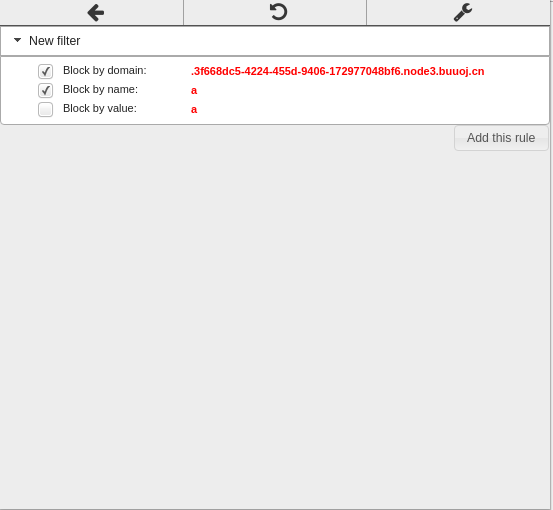 New filter
Block by domain: .3f668dc5-4224-455d-9406-172977048bf6.node3.buuoj.cn
Block by name: a
Block by value: a
Add this rule